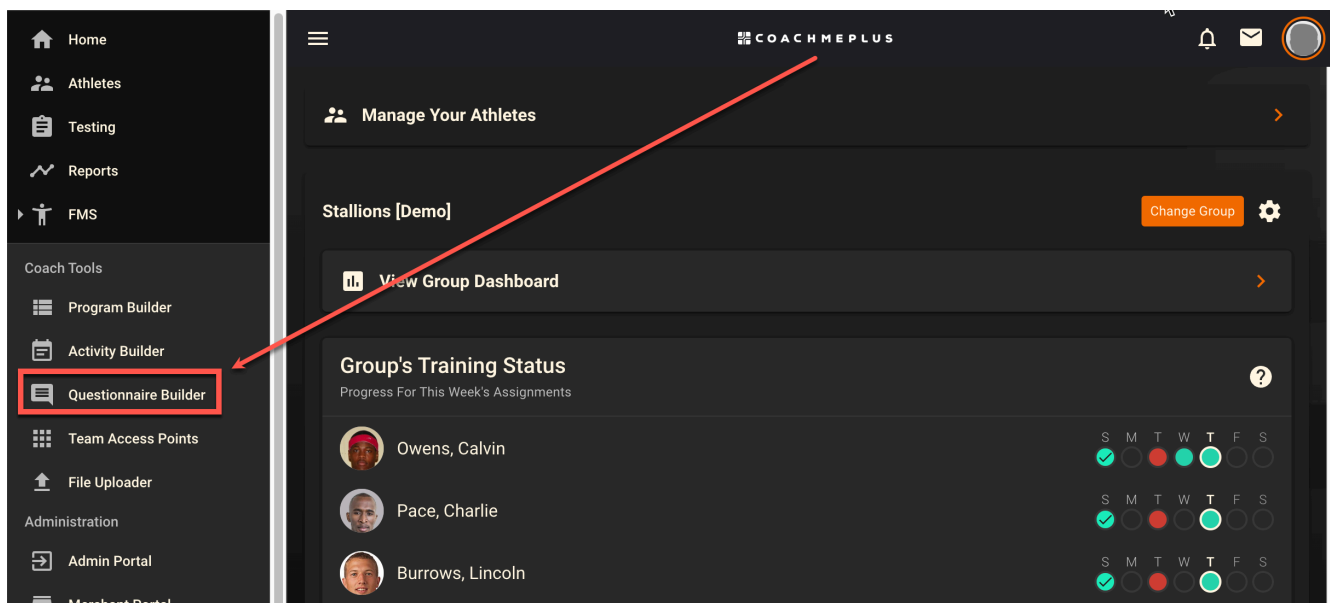 Home
Athletes
Testing
Reports
FMS
Coach Tools
Program Builder
Activity Builder
Questionnaire Builder
Team Access Points
File Uploader
Administration
Admin Portal
Merchant Portal
COACHMEPLUS
Manage Your Athletes
Stallions [Demo]
Change Group
View Group Dashboard
Group's Training Status
Progress For This Week's Assignments
?
Owens, Calvin
S M T W T F S
Pace, Charlie
S M T W T F S
Burrows, Lincoln
S M T W T F S